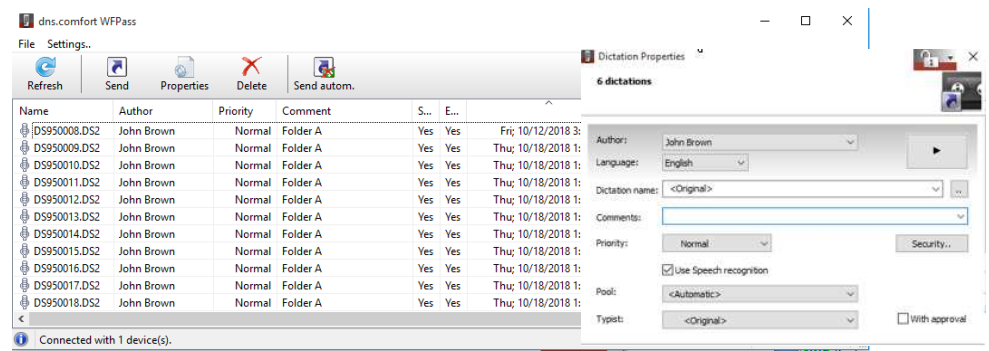 dns.comfort WFPass
File Settings..
Refresh Send Properties Delete Send autom.
Name Author Priority Comment S... E...
DS950008.DS2 John Brown Normal Folder A Yes Yes Fri; 10/12/2018 3:
DS950009.DS2 John Brown Normal Folder A Yes Yes Thu; 10/18/2018 1:
DS950010.DS2 John Brown Normal Folder A Yes Yes Thu; 10/18/2018 1:
DS950011.DS2 John Brown Normal Folder A Yes Yes Thu; 10/18/2018 1:
DS950012.DS2 John Brown Normal Folder A Yes Yes Thu; 10/18/2018 1:
DS950013.DS2 John Brown Normal Folder A Yes Yes Thu; 10/18/2018 1:
DS950014.DS2 John Brown Normal Folder A Yes Yes Thu; 10/18/2018 1:
DS950015.DS2 John Brown Normal Folder A Yes Yes Thu; 10/18/2018 1:
DS950016.DS2 John Brown Normal Folder A Yes Yes Thu; 10/18/2018 1:
DS950017.DS2 John Brown Normal Folder A Yes Yes Thu; 10/18/2018 1:
DS950018.DS2 John Brown Normal Folder A Yes Yes Thu; 10/18/2018 1:
Connected with 1 device(s).
Dictation Properties
6 dictations
Author: John Brown
Language: English
Dictation name: <Original> ..
Comments:
Priority: Normal Security..
Use Speech recognition
Pool: <Automatic>
Typist: <Original> With approval